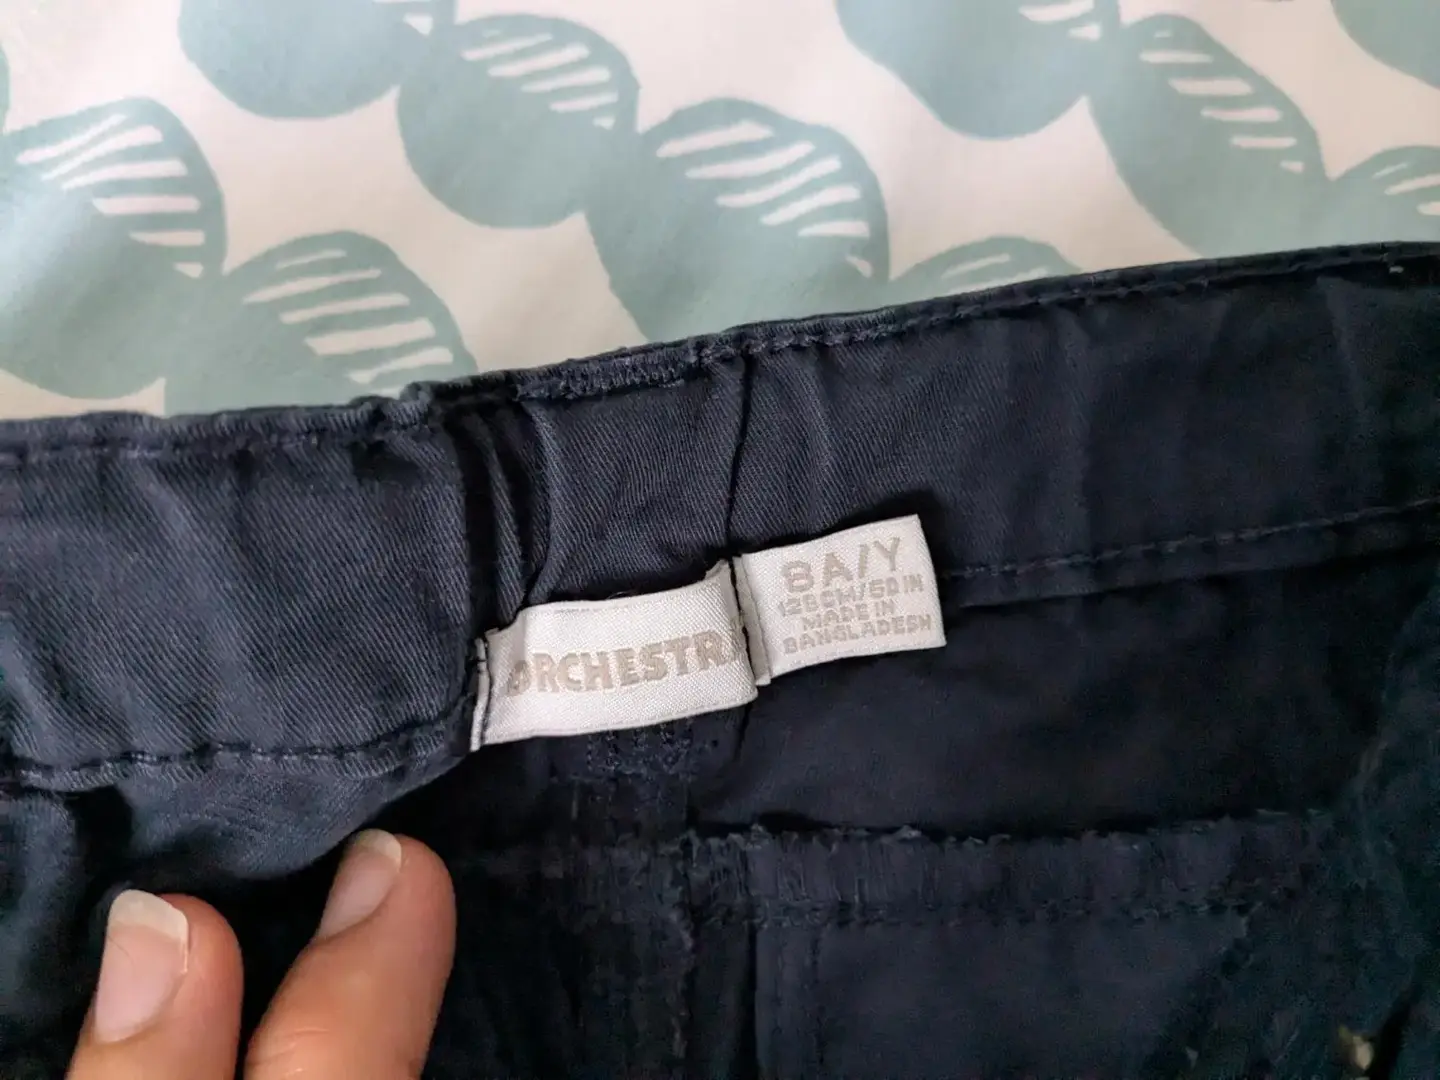 ORCHESTRA
8A/Y
128CM/50IN
MADE IN
BANGLADESH